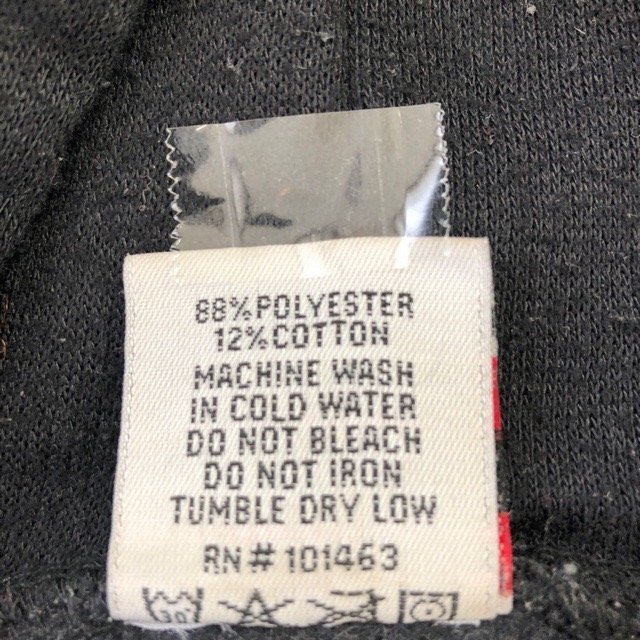 88% POLYESTER
12% COTTON
MACHINE WASH
IN COLD WATER
DO NOT BLEACH
DO NOT IRON
TUMBLE DRY LOW
RN# 101463